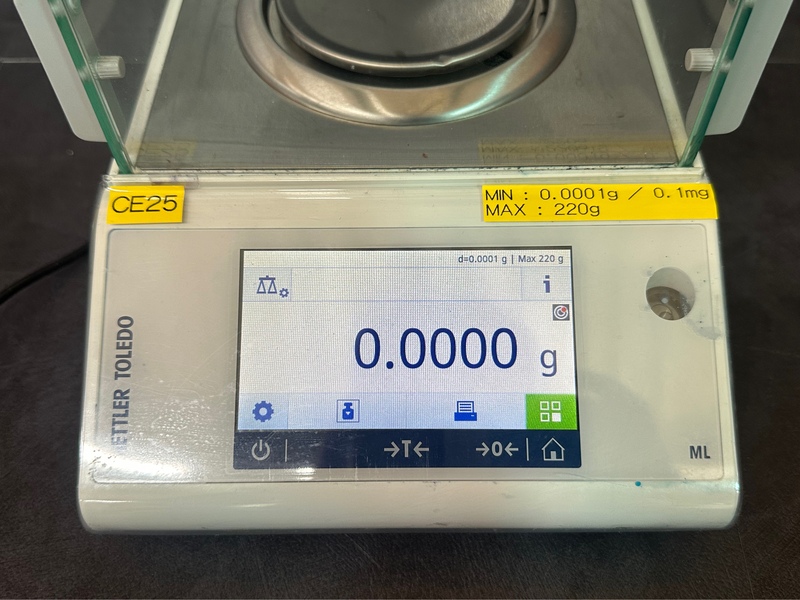 CE25
MIN : 0.0001g / 0.1mg
MAX : 220g
d=0.0001 g | Max 220 g
i
0.0000 g
→T← →0←
ETTLER TOLEDO
ML